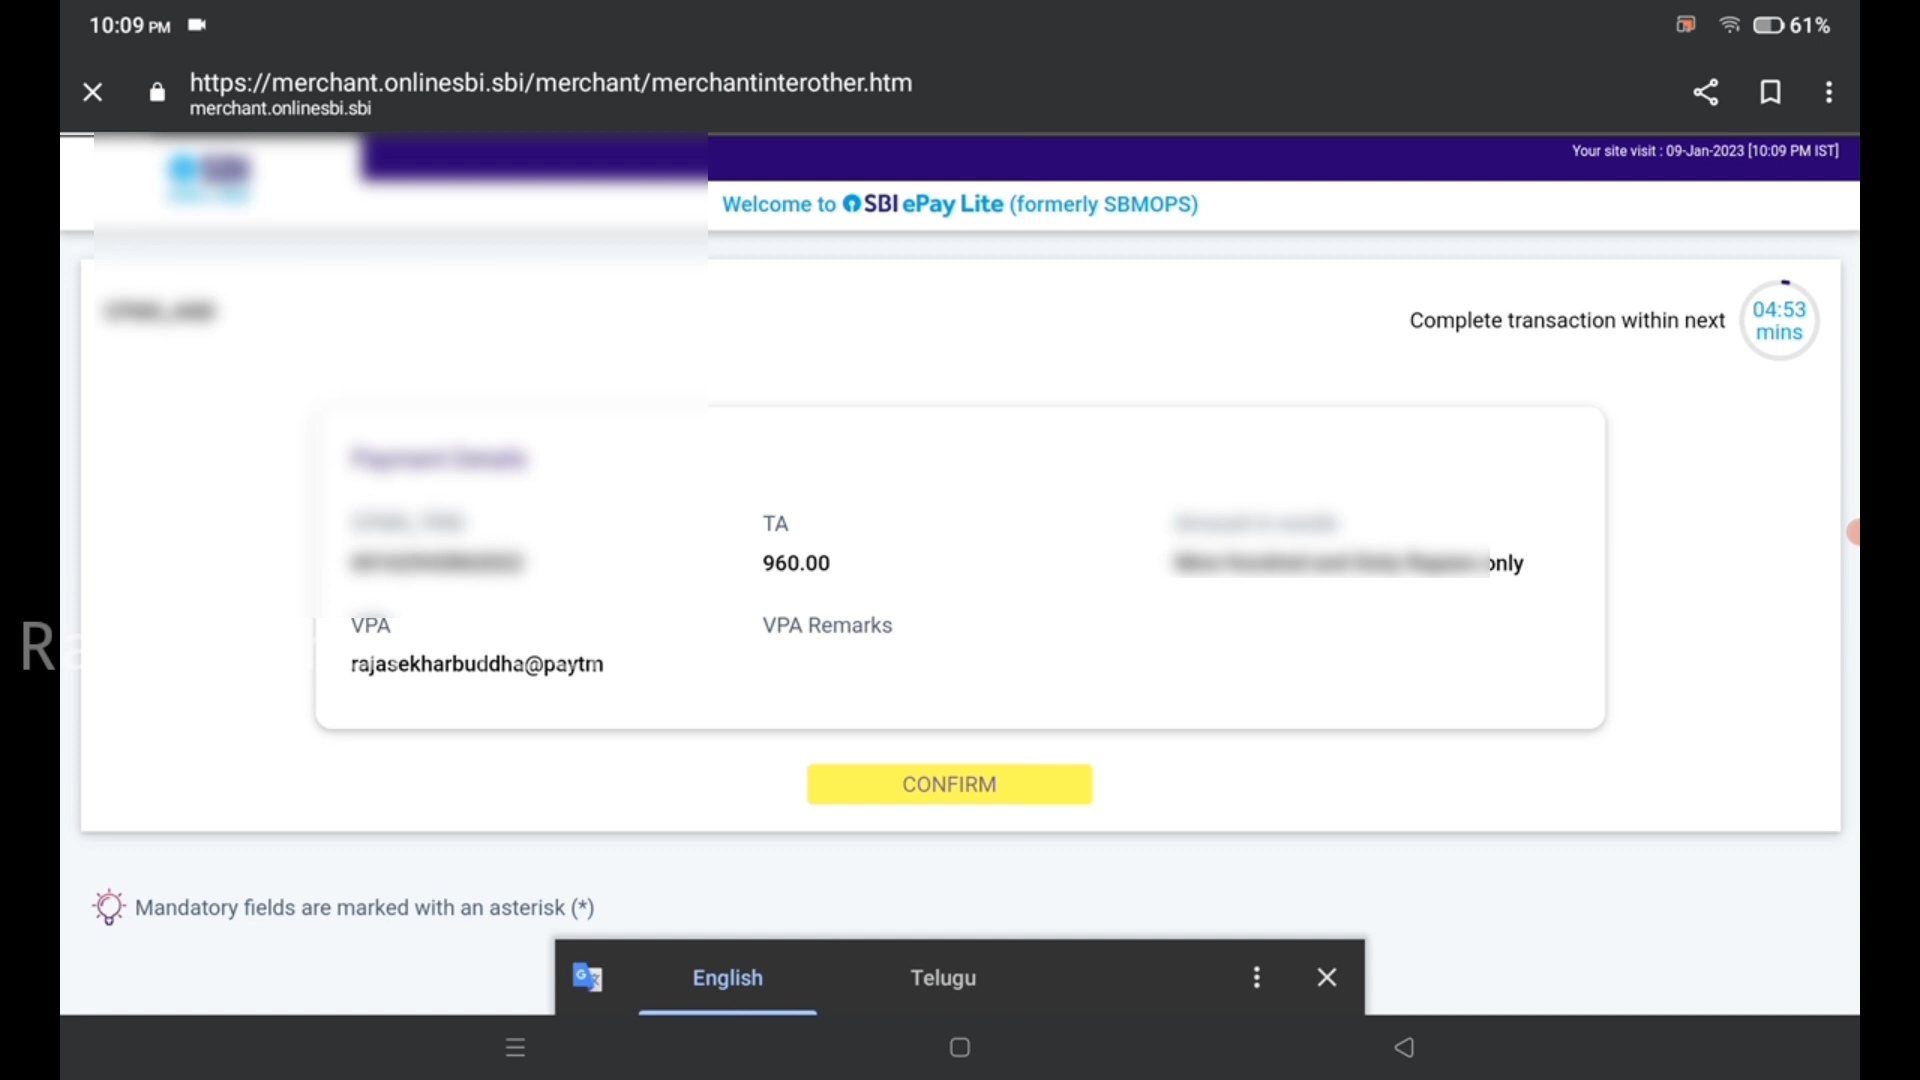 10:09 PM
61%
https://merchant.onlinesbi.sbi/merchant/merchantinterother.htm
merchant.onlinesbi.sbi
Your site visit : 09-Jan-2023 [10:09 PM IST]
Welcome to SBI ePay Lite (formerly SBMOPS)
Complete transaction within next
04:53
mins
Payment Details
TA
960.00
only
VPA
VPA Remarks
rajasekharbuddha@paytm
CONFIRM
Mandatory fields are marked with an asterisk (*)
English
Telugu